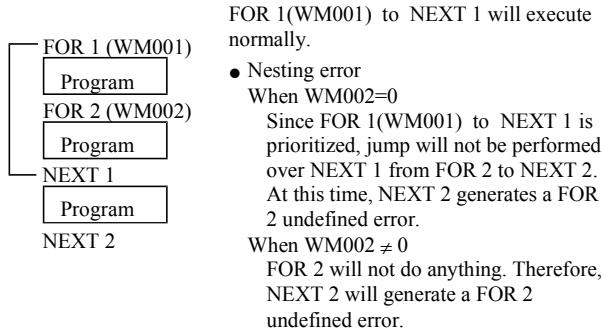 FOR 1 (WM001)
Program
FOR 2 (WM002)
Program
NEXT 1
Program
NEXT 2
FOR 1(WM001) to NEXT 1 will execute
normally.
● Nesting error
When WM002=0
Since FOR 1(WM001) to NEXT 1 is
prioritized, jump will not be performed
over NEXT 1 from FOR 2 to NEXT 2.
At this time, NEXT 2 generates a FOR
2 undefined error.
When WM002 ≠ 0
FOR 2 will not do anything. Therefore,
NEXT 2 will generate a FOR 2
undefined error.